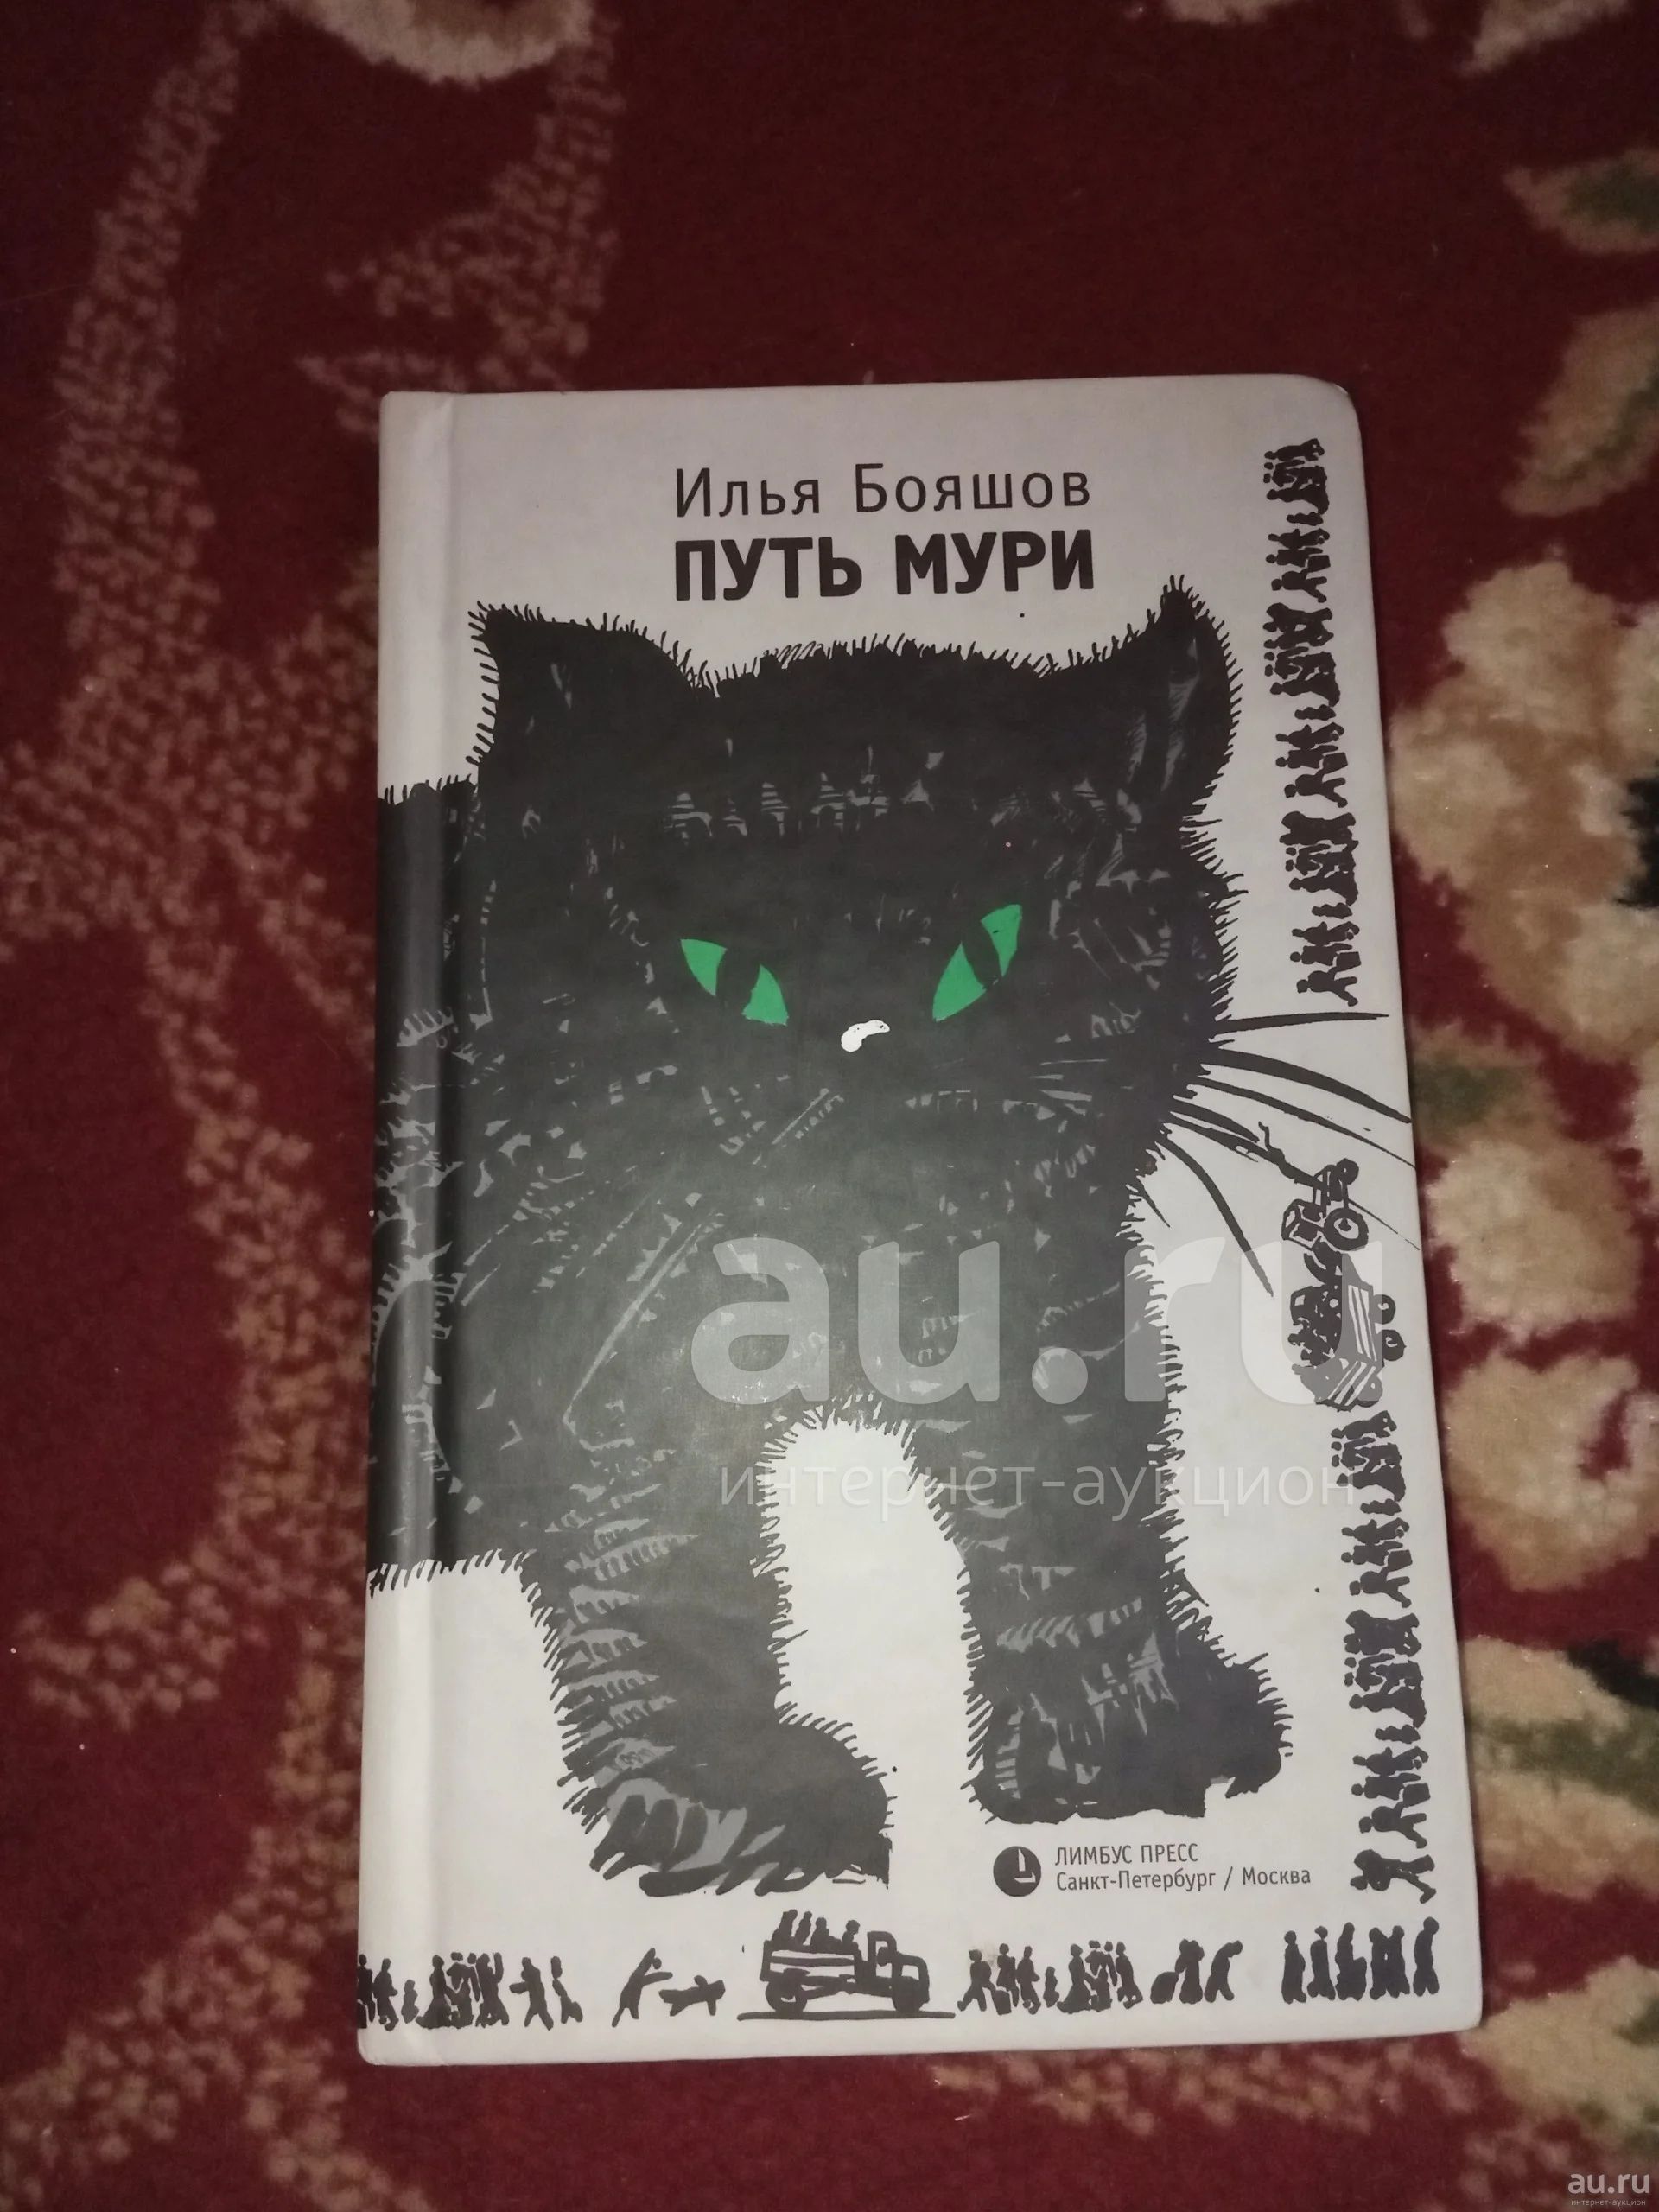 Илья Бояшов
ПУТЬ МУРИ
au.ru
интернет-аукцион
ЛИМБУС ПРЕСС
Санкт-Петербург / Москва
au.ru
интернет-аукцион